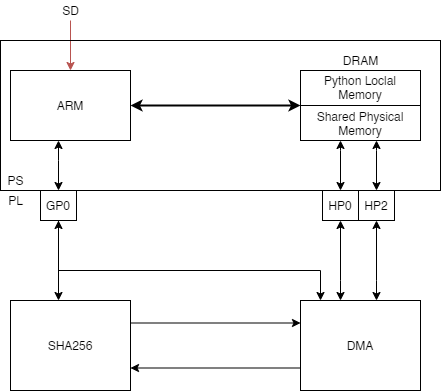 SD
DRAM
ARM
Python Loclal
Memory
Shared Physical
Memory
PS
PL
GP0
HP0
HP2
SHA256
DMA